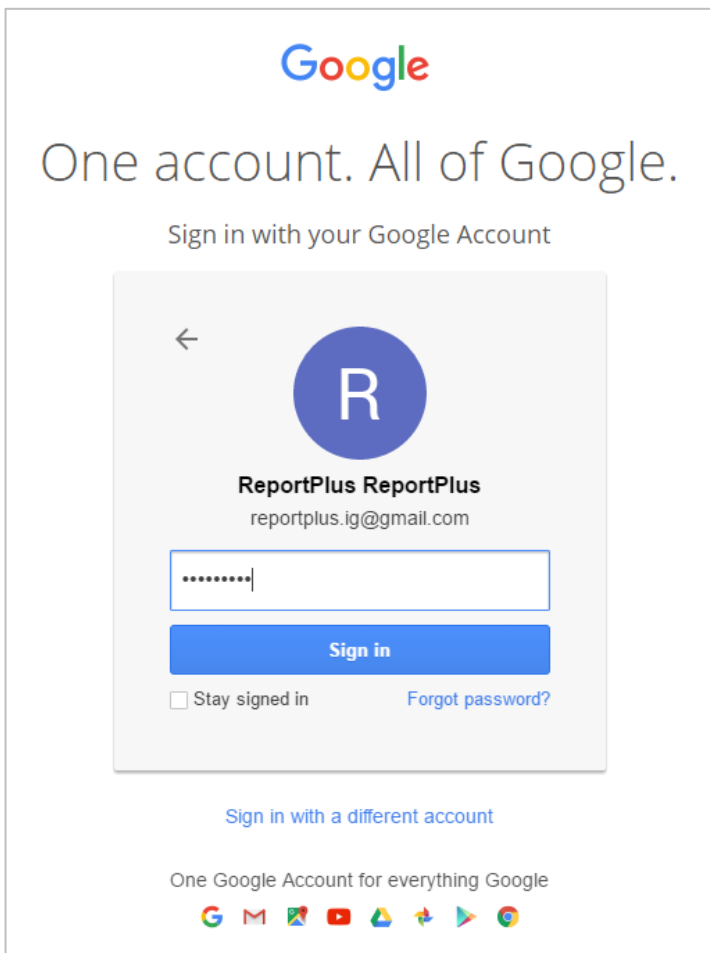 Google
One account. All of Google.
Sign in with your Google Account
R
ReportPlus ReportPlus
reportplus.ig@gmail.com
•••••••••
Sign in
Stay signed in Forgot password?
Sign in with a different account
One Google Account for everything Google